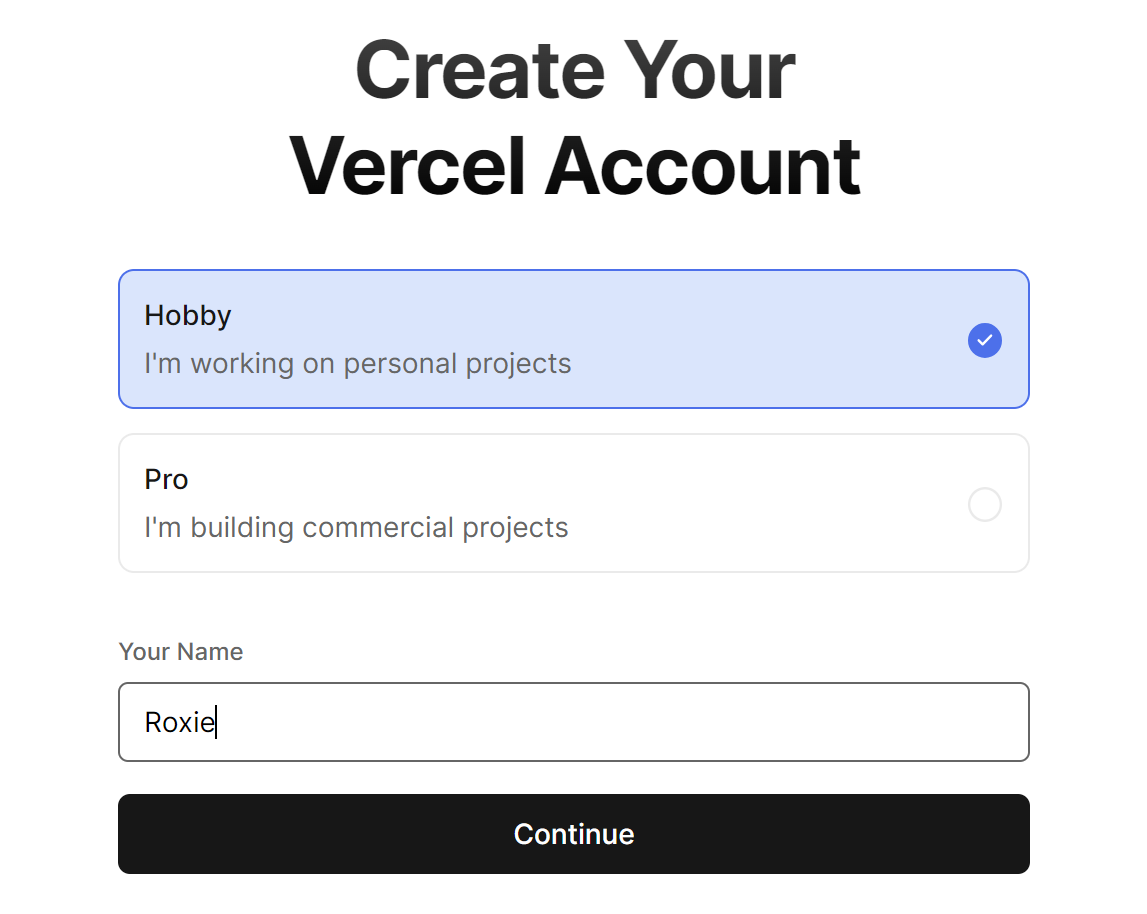 Create Your
Vercel Account
Hobby
I'm working on personal projects
Pro
I'm building commercial projects
Your Name
Roxie
Continue